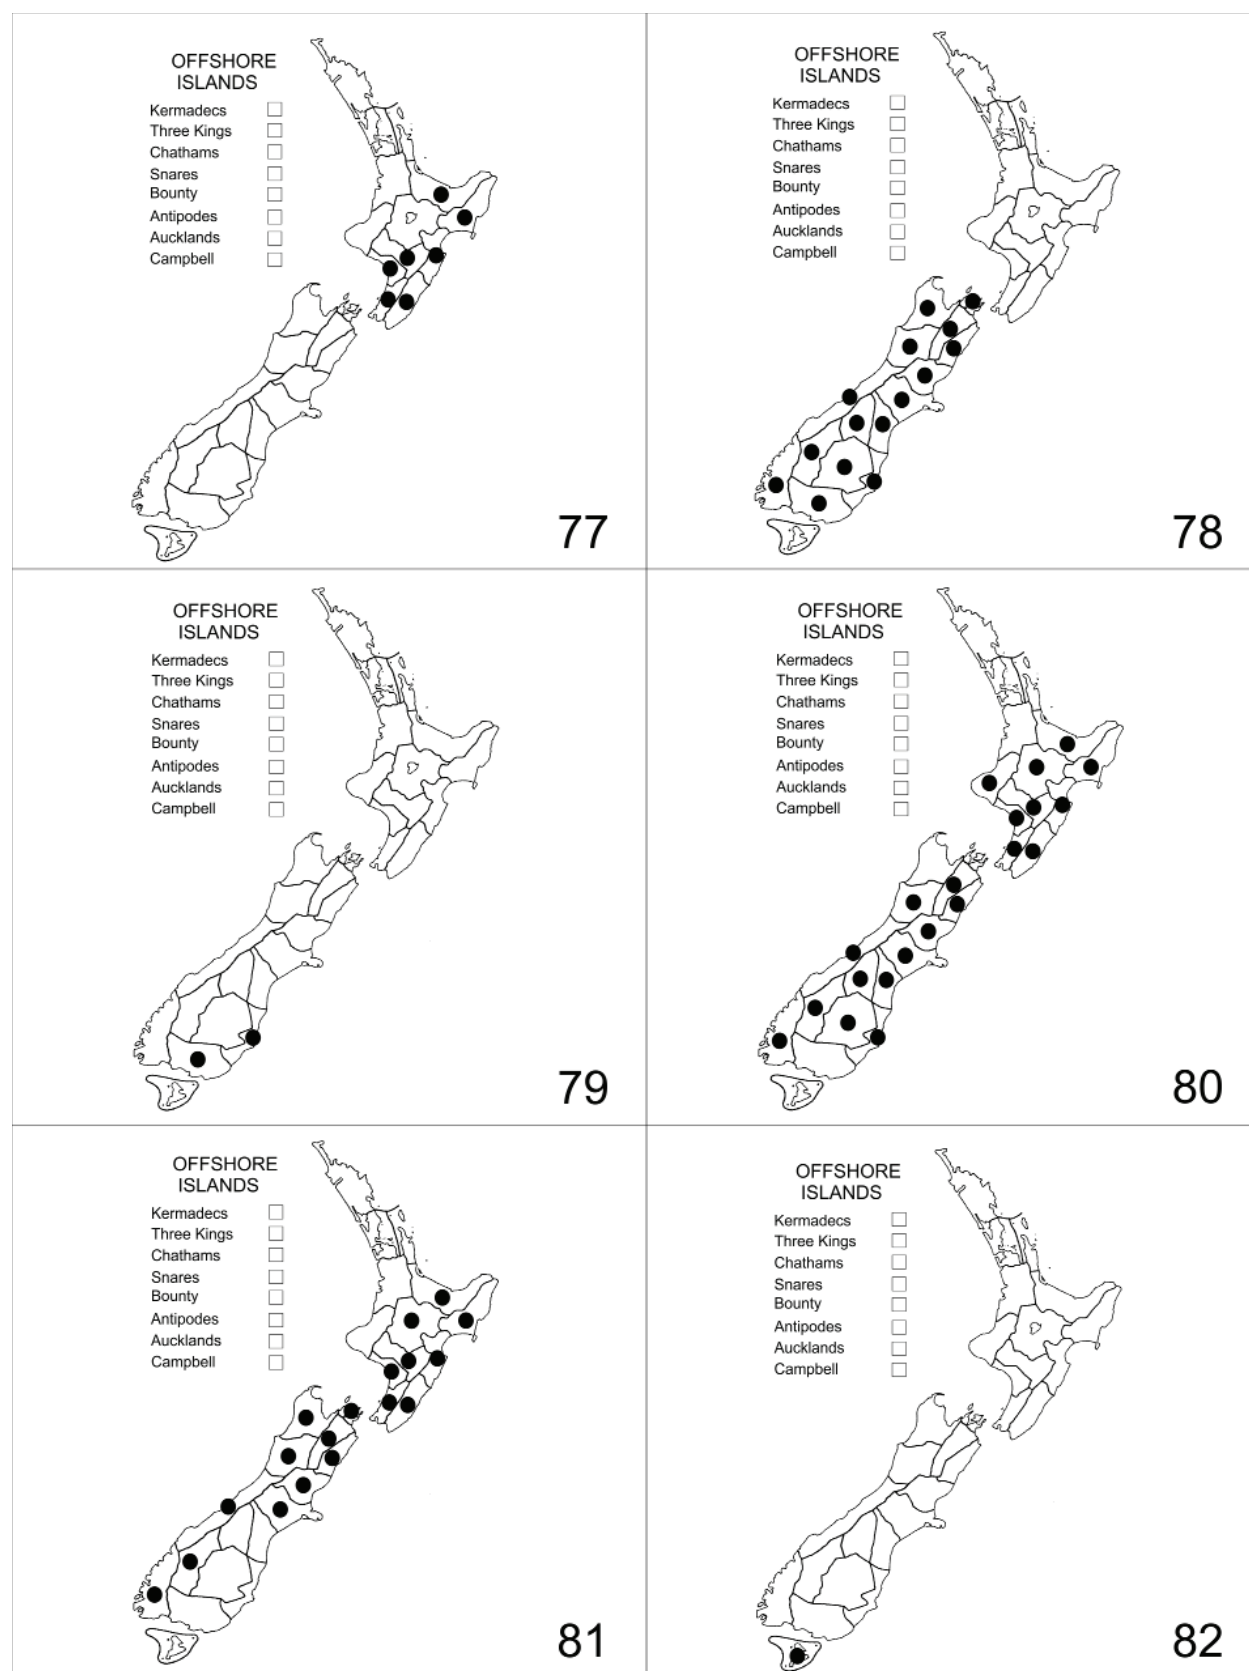 OFFSHORE
ISLANDS
Kermadecs
Three Kings
Chathams
Snares
Bounty
Antipodes
Aucklands
Campbell
77
OFFSHORE
ISLANDS
Kermadecs
Three Kings
Chathams
Snares
Bounty
Antipodes
Aucklands
Campbell
78
OFFSHORE
ISLANDS
Kermadecs
Three Kings
Chathams
Snares
Bounty
Antipodes
Aucklands
Campbell
79
OFFSHORE
ISLANDS
Kermadecs
Three Kings
Chathams
Snares
Bounty
Antipodes
Aucklands
Campbell
80
OFFSHORE
ISLANDS
Kermadecs
Three Kings
Chathams
Snares
Bounty
Antipodes
Aucklands
Campbell
81
OFFSHORE
ISLANDS
Kermadecs
Three Kings
Chathams
Snares
Bounty
Antipodes
Aucklands
Campbell
82